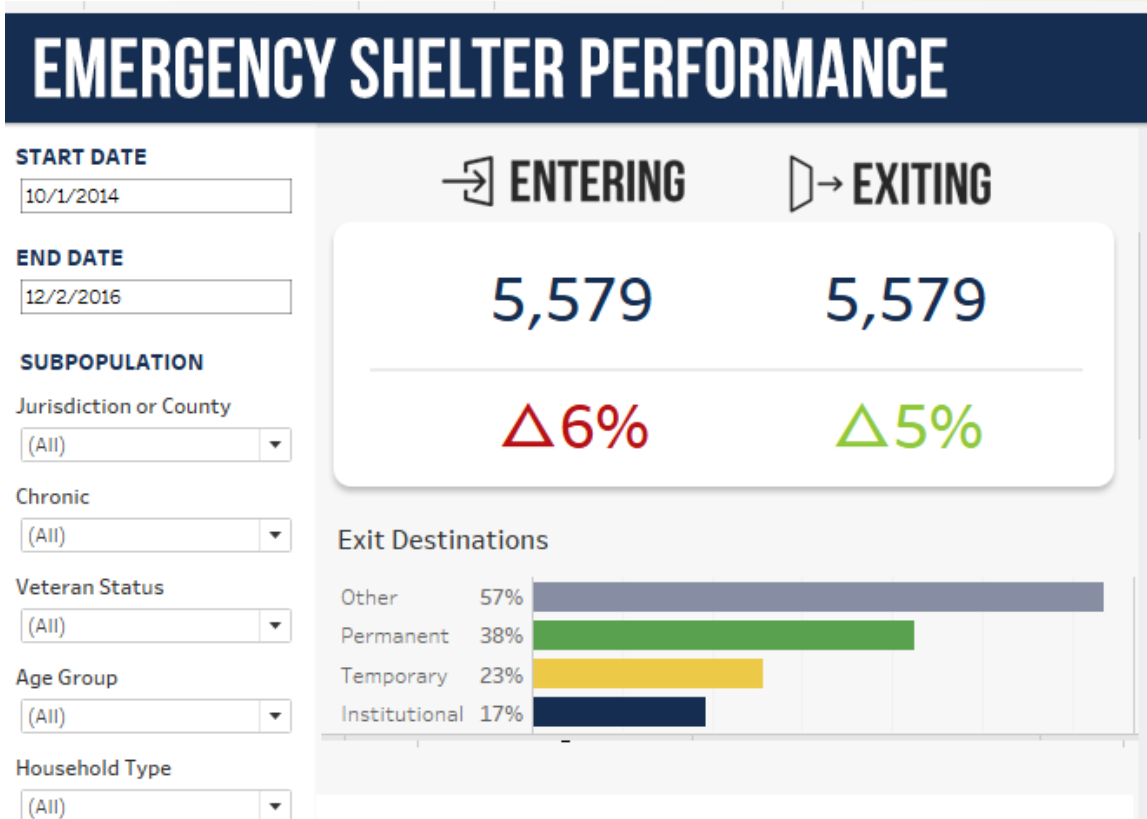 EMERGENCY SHELTER PERFORMANCE
START DATE
10/1/2014
END DATE
12/2/2016
SUBPOPULATION
Jurisdiction or County
(All)
Chronic
(All)
Veteran Status
(All)
Age Group
(All)
Household Type
(All)
ENTERING EXITING
5,579 5,579
△6% △5%
Exit Destinations
Other 57%
Permanent 38%
Temporary 23%
Institutional 17%